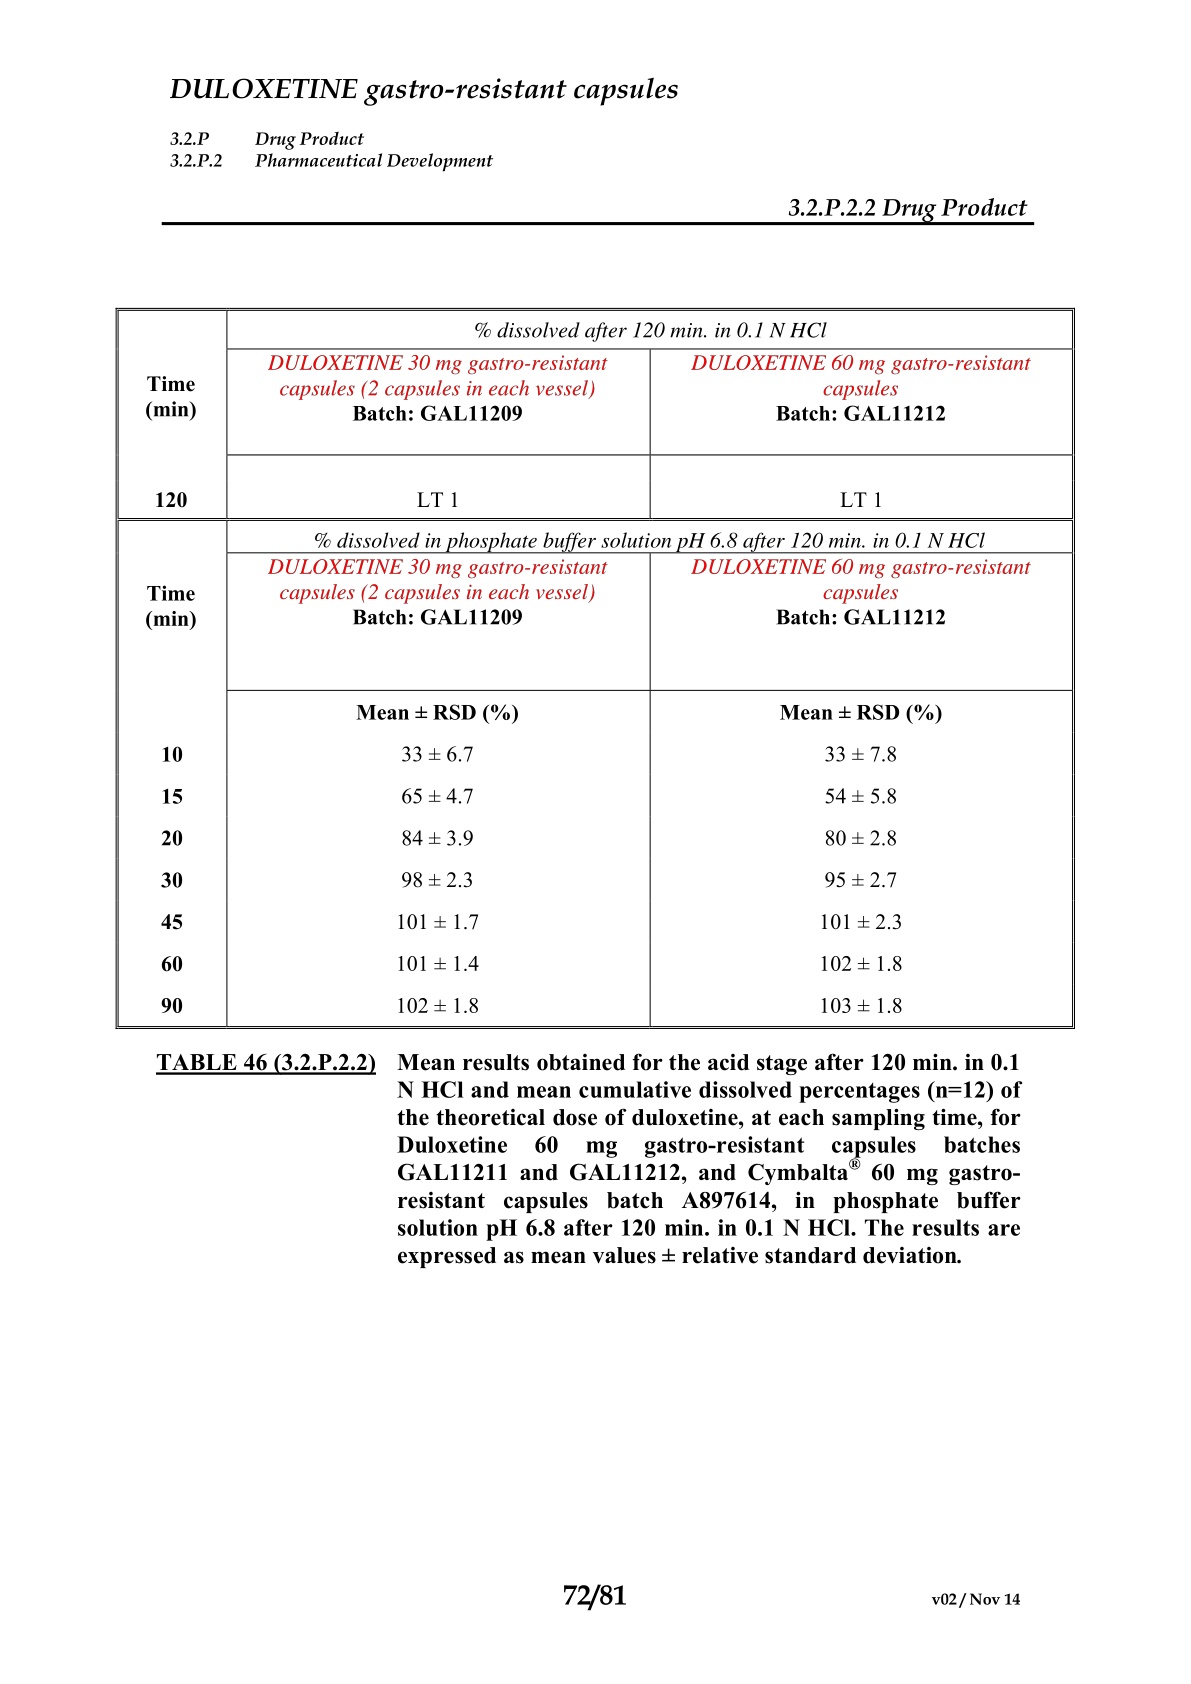 DULOXETINE gastro-resistant capsules
3.2.P Drug Product
3.2.P.2 Pharmaceutical Development
3.2.P.2.2 Drug Product
% dissolved after 120 min. in 0.1 N HCl
Time
(min)
DULOXETINE 30 mg gastro-resistant
capsules (2 capsules in each vessel)
Batch: GAL11209
DULOXETINE 60 mg gastro-resistant
capsules
Batch: GAL11212
120 LT 1 LT 1
% dissolved in phosphate buffer solution pH 6.8 after 120 min. in 0.1 N HCl
Time
(min)
DULOXETINE 30 mg gastro-resistant
capsules (2 capsules in each vessel)
Batch: GAL11209
DULOXETINE 60 mg gastro-resistant
capsules
Batch: GAL11212
Mean ± RSD (%) Mean ± RSD (%)
10 33 ± 6.7 33 ± 7.8
15 65 ± 4.7 54 ± 5.8
20 84 ± 3.9 80 ± 2.8
30 98 ± 2.3 95 ± 2.7
45 101 ± 1.7 101 ± 2.3
60 101 ± 1.4 102 ± 1.8
90 102 ± 1.8 103 ± 1.8
TABLE 46 (3.2.P.2.2) Mean results obtained for the acid stage after 120 min. in 0.1
N HCl and mean cumulative dissolved percentages (n=12) of
the theoretical dose of duloxetine, at each sampling time, for
Duloxetine 60 mg gastro-resistant capsules batches
GAL11211 and GAL11212, and Cymbalta® 60 mg gastro-
resistant capsules batch A897614, in phosphate buffer
solution pH 6.8 after 120 min. in 0.1 N HCl. The results are
expressed as mean values ± relative standard deviation.
72/81
v02 / Nov 14